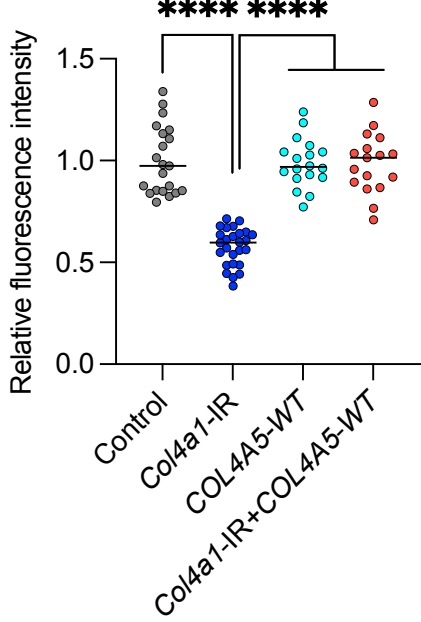 **** ****
Relative fluorescence intensity
1.5
1.0
0.5
0.0
Control
Col4a1-IR
COL4A5-WT
Col4a1-IR+COL4A5-WT